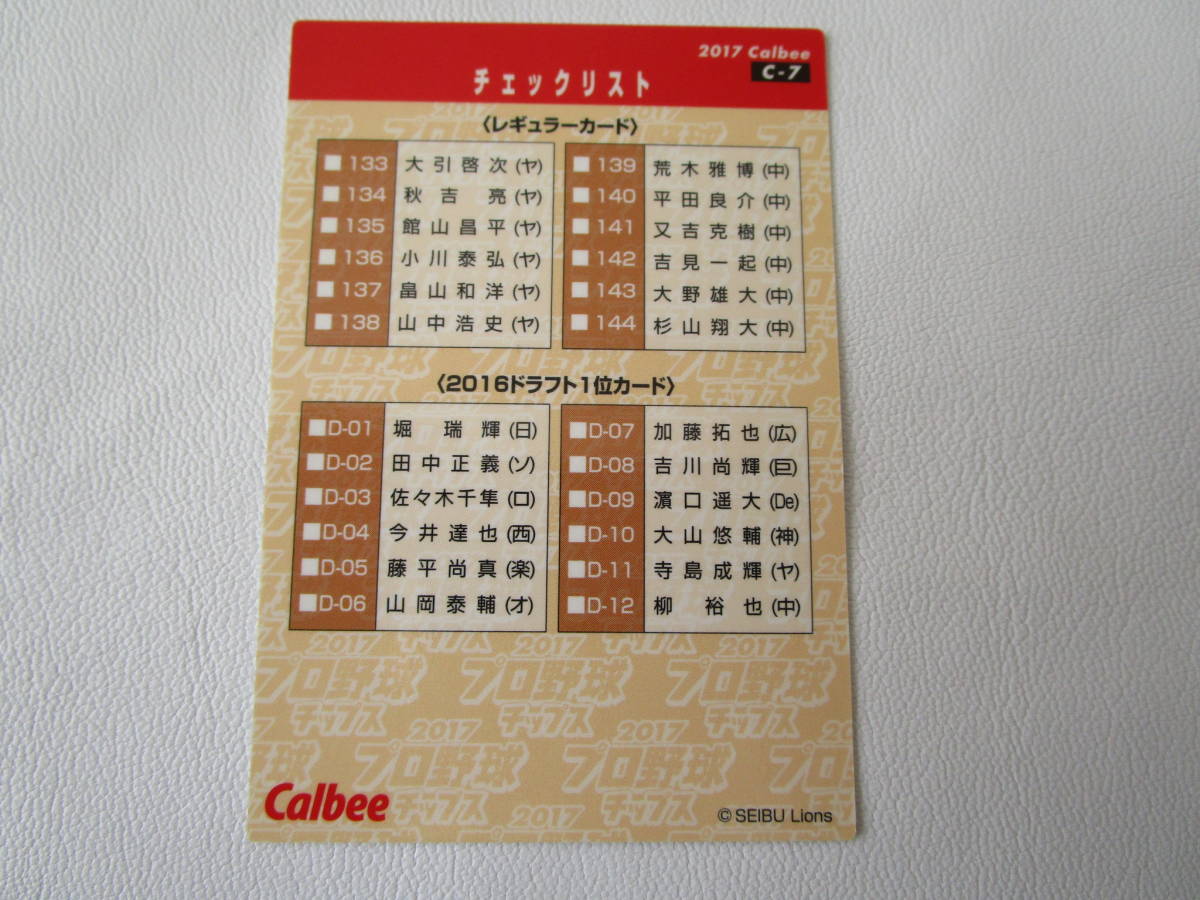 2017 Calbee
C-7
チェックリスト
〈レギュラーカード〉
■133 大引啓次(ヤ)
■134 秋吉 亮(ヤ)
■135 館山昌平(ヤ)
■136 小川泰弘(ヤ)
■137 畠山和洋(ヤ)
■138 山中浩史(ヤ)
■139 荒木雅博(中)
■140 平田良介(中)
■141 又吉克樹(中)
■142 吉見一起(中)
■143 大野雄大(中)
■144 杉山翔大(中)
〈2016ドラフト1位カード〉
■D-01 堀 瑞輝(日)
■D-02 田中正義(ソ)
■D-03 佐々木千隼(ロ)
■D-04 今井達也(西)
■D-05 藤平尚真(楽)
■D-06 山岡泰輔(オ)
■D-07 加藤拓也(広)
■D-08 吉川尚輝(巨)
■D-09 濵口遥大(De)
■D-10 大山悠輔(神)
■D-11 寺島成輝(ヤ)
■D-12 柳 裕也(中)
2017
プロ野球
チップス
Calbee
© SEIBU Lions